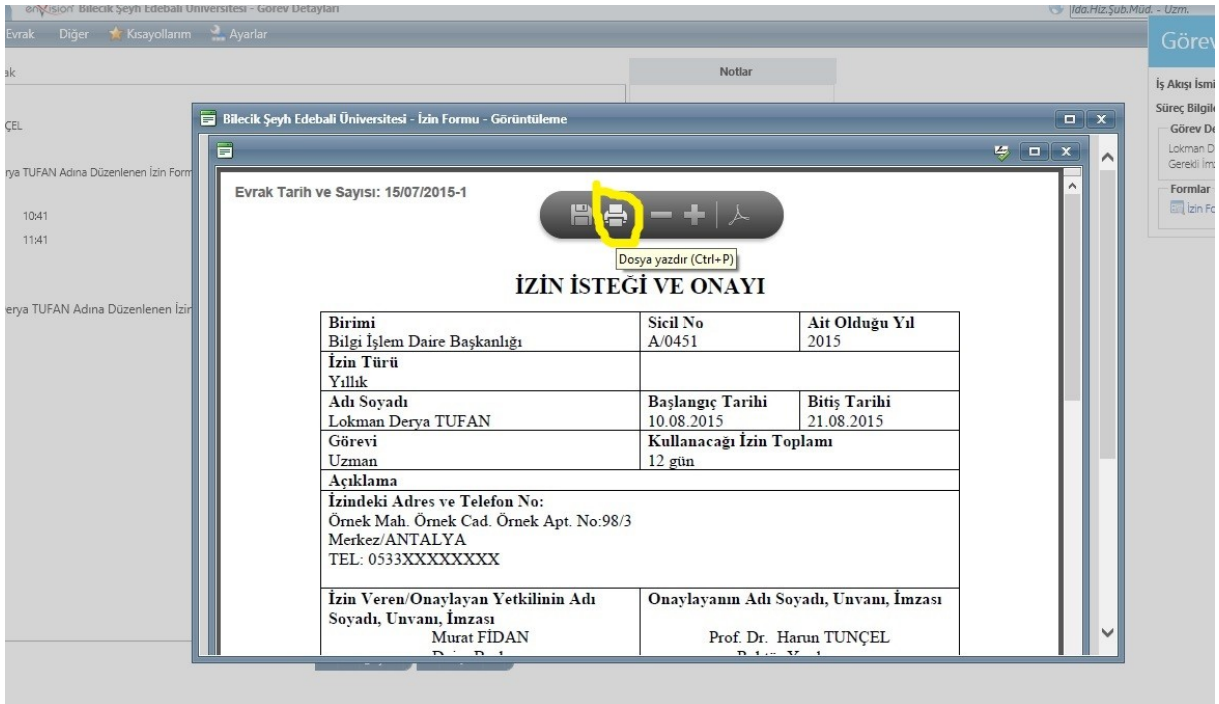 enVision Bilecik Şeyh Edebali Üniversitesi - Görev Detayları
İda.Hiz.Şub.Müd. - Uzm.
Evrak Diğer Kısayollarım Ayarlar
Görev
Notlar
İş Akışı İsmi
Süreç Bilgile
Görev De
Lokman D
Gerekli İmz
Formlar
İzin Fo
ÇEL
rya TUFAN Adına Düzenlenen İzin Form
10:41
11:41
erya TUFAN Adına Düzenlenen İzin
Bilecik Şeyh Edebali Üniversitesi - İzin Formu - Görüntüleme
Evrak Tarih ve Sayısı: 15/07/2015-1
Dosya yazdır (Ctrl+P)
İZİN İSTEĞİ VE ONAYI
Birimi Sicil No Ait Olduğu Yıl
Bilgi İşlem Daire Başkanlığı A/0451 2015
İzin Türü
Yıllık
Adı Soyadı Başlangıç Tarihi Bitiş Tarihi
Lokman Derya TUFAN 10.08.2015 21.08.2015
Görevi Kullanacağı İzin Toplamı
Uzman 12 gün
Açıklama
İzindeki Adres ve Telefon No:
Örnek Mah. Örnek Cad. Örnek Apt. No:98/3
Merkez/ANTALYA
TEL: 0533XXXXXXXX
İzin Veren/Onaylayan Yetkilinin Adı Onaylayanın Adı Soyadı, Unvanı, İmzası
Soyadı, Unvanı, İmzası
Murat FİDAN Prof. Dr. Harun TUNÇEL